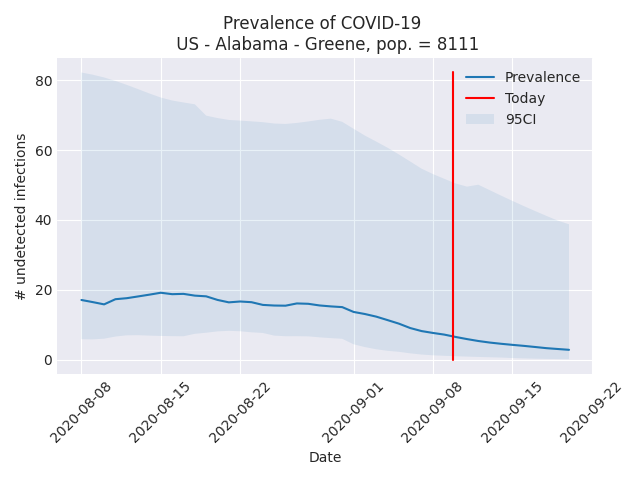 Prevalence of COVID-19
US - Alabama - Greene, pop. = 8111
Prevalence
Today
95CI
# undetected infections
80
60
40
20
0
2020-08-08
2020-08-15
2020-08-22
2020-09-01
2020-09-08
2020-09-15
2020-09-22
Date